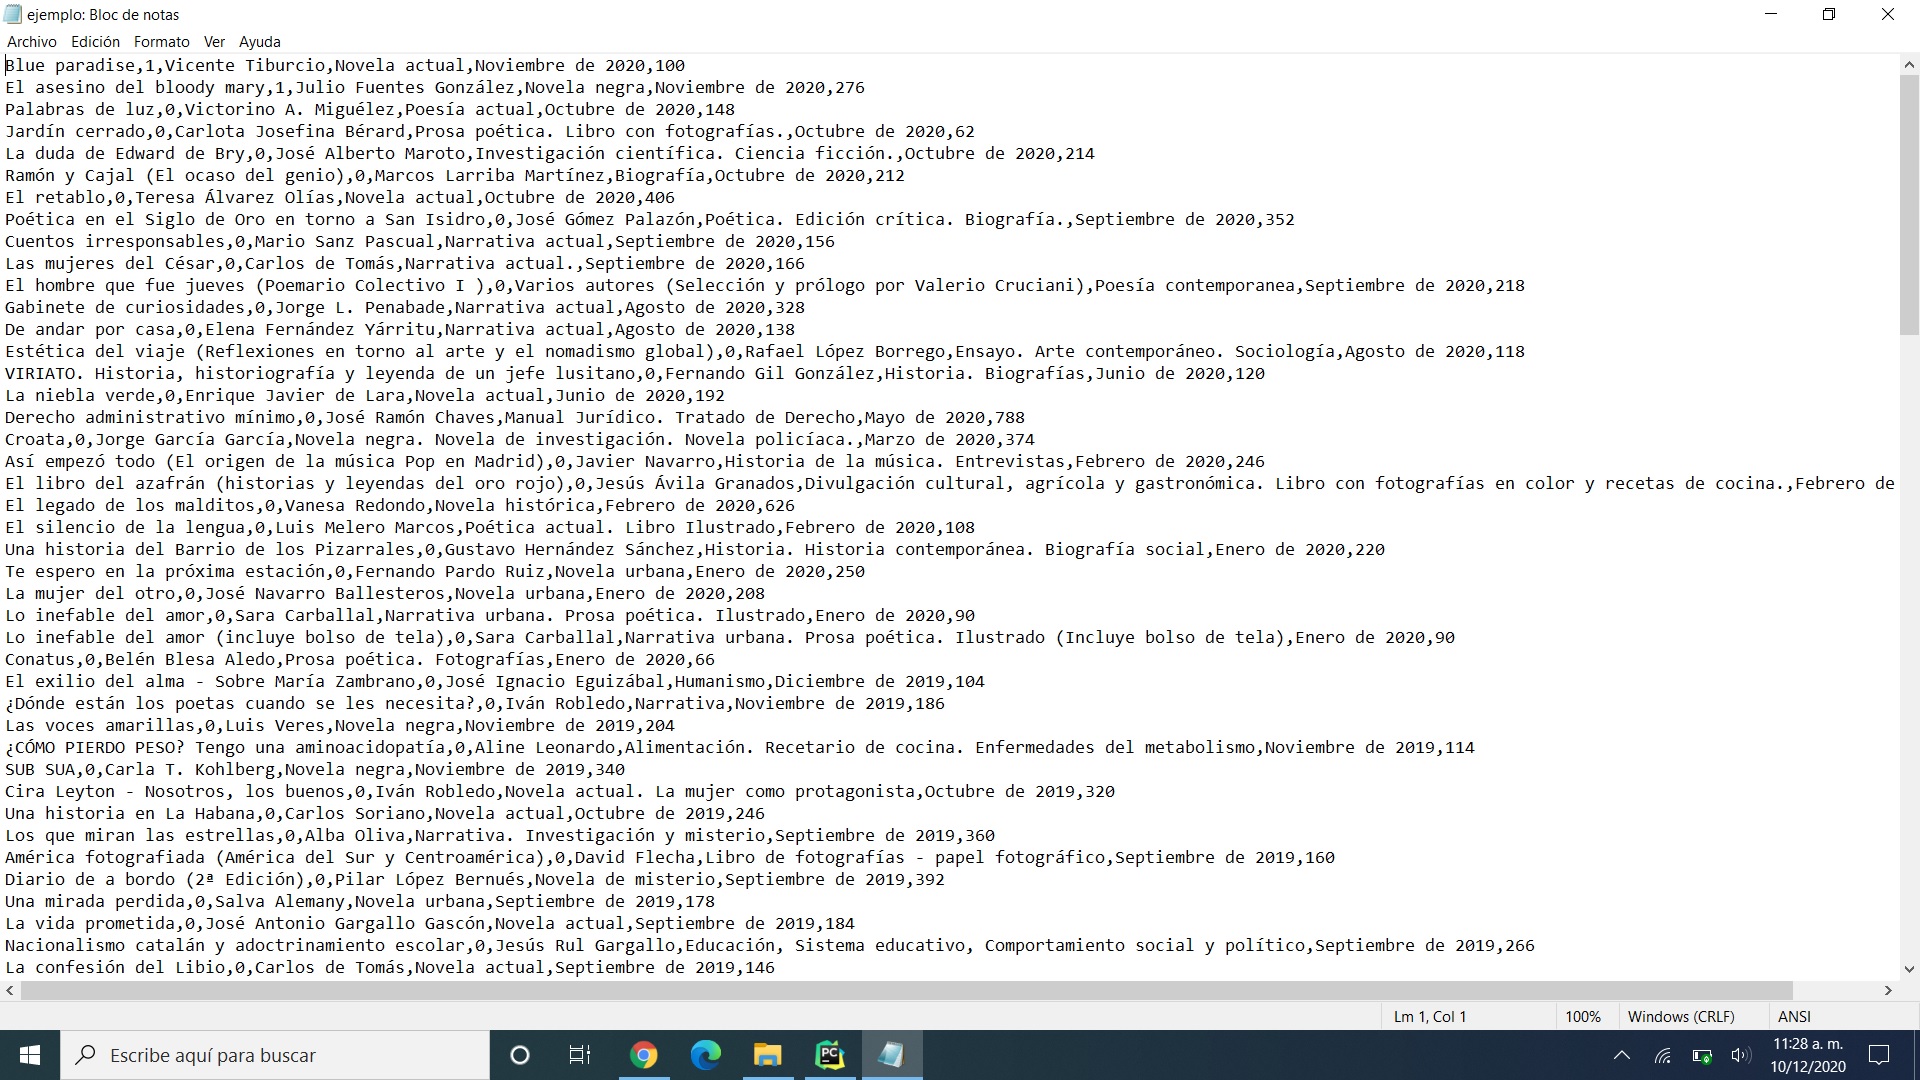 ejemplo: Bloc de notas
Archivo Edición Formato Ver Ayuda
Blue paradise,1,Vicente Tiburcio,Novela actual,Noviembre de 2020,100
El asesino del bloody mary,1,Julio Fuentes González,Novela negra,Noviembre de 2020,276
Palabras de luz,0,Victorino A. Miguélez,Poesía actual,Octubre de 2020,148
Jardín cerrado,0,Carlota Josefina Bérard,Prosa poética. Libro con fotografías.,Octubre de 2020,62
La duda de Edward de Bry,0,José Alberto Maroto,Investigación científica. Ciencia ficción.,Octubre de 2020,214
Ramón y Cajal (El ocaso del genio),0,Marcos Larriba Martínez,Biografía,Octubre de 2020,212
El retablo,0,Teresa Álvarez Olías,Novela actual,Octubre de 2020,406
Poética en el Siglo de Oro en torno a San Isidro,0,José Gómez Palazón,Poética. Edición crítica. Biografía.,Septiembre de 2020,352
Cuentos irresponsables,0,Mario Sanz Pascual,Narrativa actual,Septiembre de 2020,156
Las mujeres del César,0,Carlos de Tomás,Narrativa actual.,Septiembre de 2020,166
El hombre que fue jueves (Poemario Colectivo I ),0,Varios autores (Selección y prólogo por Valerio Cruciani),Poesía contemporanea,Septiembre de 2020,218
Gabinete de curiosidades,0,Jorge L. Penabade,Narrativa actual,Agosto de 2020,328
De andar por casa,0,Elena Fernández Yárritu,Narrativa actual,Agosto de 2020,138
Estética del viaje (Reflexiones en torno al arte y el nomadismo global),0,Rafael López Borrego,Ensayo. Arte contemporáneo. Sociología,Agosto de 2020,118
VIRIATO. Historia, historiografía y leyenda de un jefe lusitano,0,Fernando Gil González,Historia. Biografías,Junio de 2020,120
La niebla verde,0,Enrique Javier de Lara,Novela actual,Junio de 2020,192
Derecho administrativo mínimo,0,José Ramón Chaves,Manual Jurídico. Tratado de Derecho,Mayo de 2020,788
Croata,0,Jorge García García,Novela negra. Novela de investigación. Novela policíaca.,Marzo de 2020,374
Así empezó todo (El origen de la música Pop en Madrid),0,Javier Navarro,Historia de la música. Entrevistas,Febrero de 2020,246
El libro del azafrán (historias y leyendas del oro rojo),0,Jesús Ávila Granados,Divulgación cultural, agrícola y gastronómica. Libro con fotografías en color y recetas de cocina.,Febrero de
El legado de los malditos,0,Vanesa Redondo,Novela histórica,Febrero de 2020,626
El silencio de la lengua,0,Luis Melero Marcos,Poética actual. Libro Ilustrado,Febrero de 2020,108
Una historia del Barrio de los Pizarrales,0,Gustavo Hernández Sánchez,Historia. Historia contemporánea. Biografía social,Enero de 2020,220
Te espero en la próxima estación,0,Fernando Pardo Ruiz,Novela urbana,Enero de 2020,250
La mujer del otro,0,José Navarro Ballesteros,Novela urbana,Enero de 2020,208
Lo inefable del amor,0,Sara Carballal,Narrativa urbana. Prosa poética. Ilustrado,Enero de 2020,90
Lo inefable del amor (incluye bolso de tela),0,Sara Carballal,Narrativa urbana. Prosa poética. Ilustrado (Incluye bolso de tela),Enero de 2020,90
Conatus,0,Belén Blesa Aledo,Prosa poética. Fotografías,Enero de 2020,66
El exilio del alma - Sobre María Zambrano,0,José Ignacio Eguizábal,Humanismo,Diciembre de 2019,104
¿Dónde están los poetas cuando se les necesita?,0,Iván Robledo,Narrativa,Noviembre de 2019,186
Las voces amarillas,0,Luis Veres,Novela negra,Noviembre de 2019,204
¿CÓMO PIERDO PESO? Tengo una aminoacidopatía,0,Aline Leonardo,Alimentación. Recetario de cocina. Enfermedades del metabolismo,Noviembre de 2019,114
SUB SUA,0,Carla T. Kohlberg,Novela negra,Noviembre de 2019,340
Cira Leyton - Nosotros, los buenos,0,Iván Robledo,Novela actual. La mujer como protagonista,Octubre de 2019,320
Una historia en La Habana,0,Carlos Soriano,Novela actual,Octubre de 2019,246
Los que miran las estrellas,0,Alba Oliva,Narrativa. Investigación y misterio,Septiembre de 2019,360
América fotografiada (América del Sur y Centroamérica),0,David Flecha,Libro de fotografías - papel fotográfico,Septiembre de 2019,160
Diario de a bordo (2ª Edición),0,Pilar López Bernués,Novela de misterio,Septiembre de 2019,392
Una mirada perdida,0,Salva Alemany,Novela urbana,Septiembre de 2019,178
La vida prometida,0,José Antonio Gargallo Gascón,Novela actual,Septiembre de 2019,184
Nacionalismo catalán y adoctrinamiento escolar,0,Jesús Rul Gargallo,Educación, Sistema educativo, Comportamiento social y político,Septiembre de 2019,266
La confesión del Libio,0,Carlos de Tomás,Novela actual,Septiembre de 2019,146
Lm 1, Col 1 100% Windows (CRLF) ANSI
Escribe aquí para buscar
PC
11:28 a. m.
10/12/2020